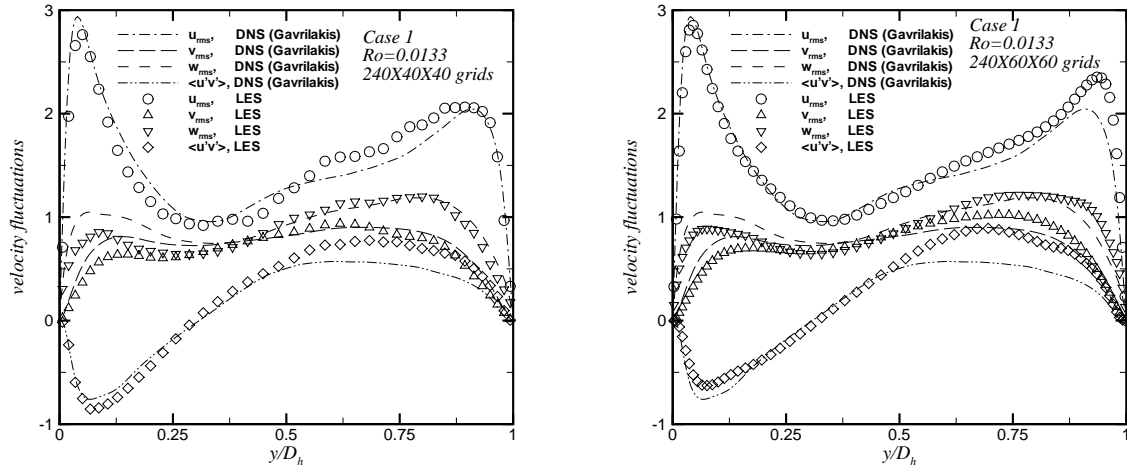 3
2
1
0
-1
velocity fluctuations
u_rms, DNS (Gavrilakis)
v_rms, DNS (Gavrilakis)
w_rms, DNS (Gavrilakis)
<u'v'>, DNS (Gavrilakis)
u_rms, LES
v_rms, LES
w_rms, LES
<u'v'>, LES
Case 1
Ro=0.0133
240X40X40 grids
0 0.25 0.5 0.75 1
y/D_h
3
2
1
0
-1
velocity fluctuations
u_rms, DNS (Gavrilakis)
v_rms, DNS (Gavrilakis)
w_rms, DNS (Gavrilakis)
<u'v'>, DNS (Gavrilakis)
u_rms, LES
v_rms, LES
w_rms, LES
<u'v'>, LES
Case 1
Ro=0.0133
240X60X60 grids
0 0.25 0.5 0.75 1
y/D_h